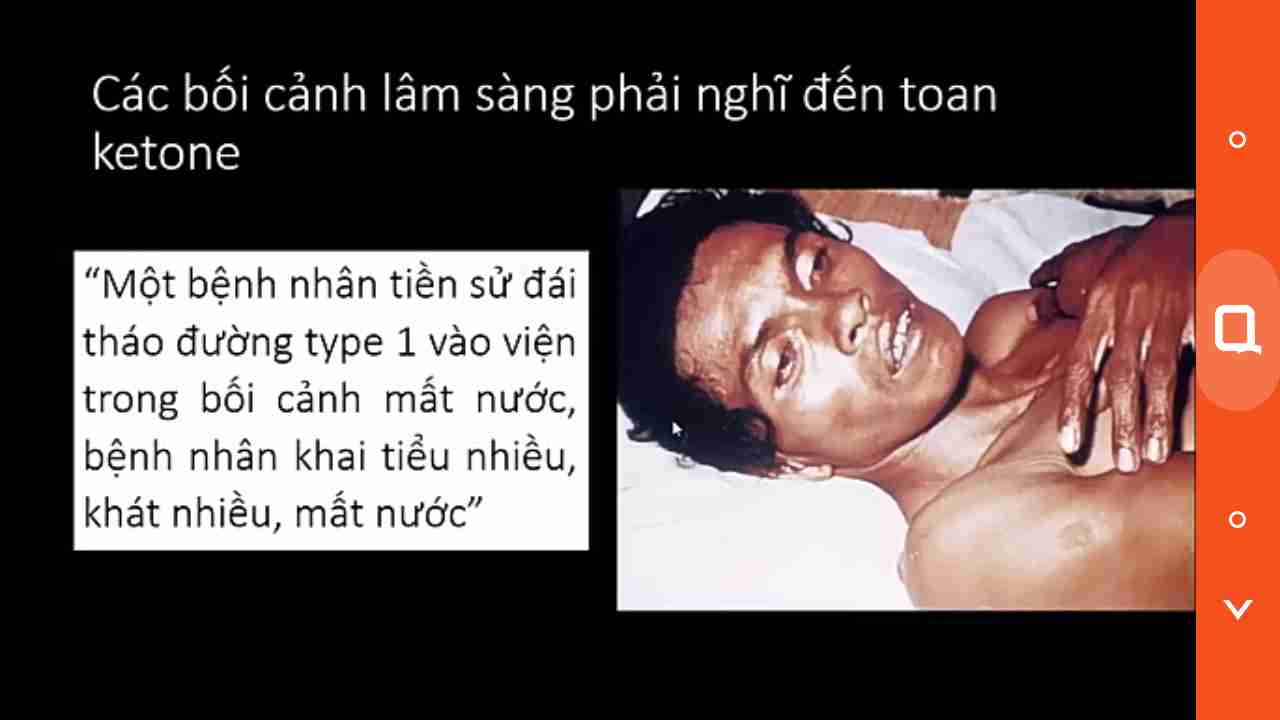 Các bối cảnh lâm sàng phải nghĩ đến toan
ketone
“Một bệnh nhân tiền sử đái
tháo đường type 1 vào viện
trong bối cảnh mất nước,
bệnh nhân khai tiểu nhiều,
khát nhiều, mất nước”